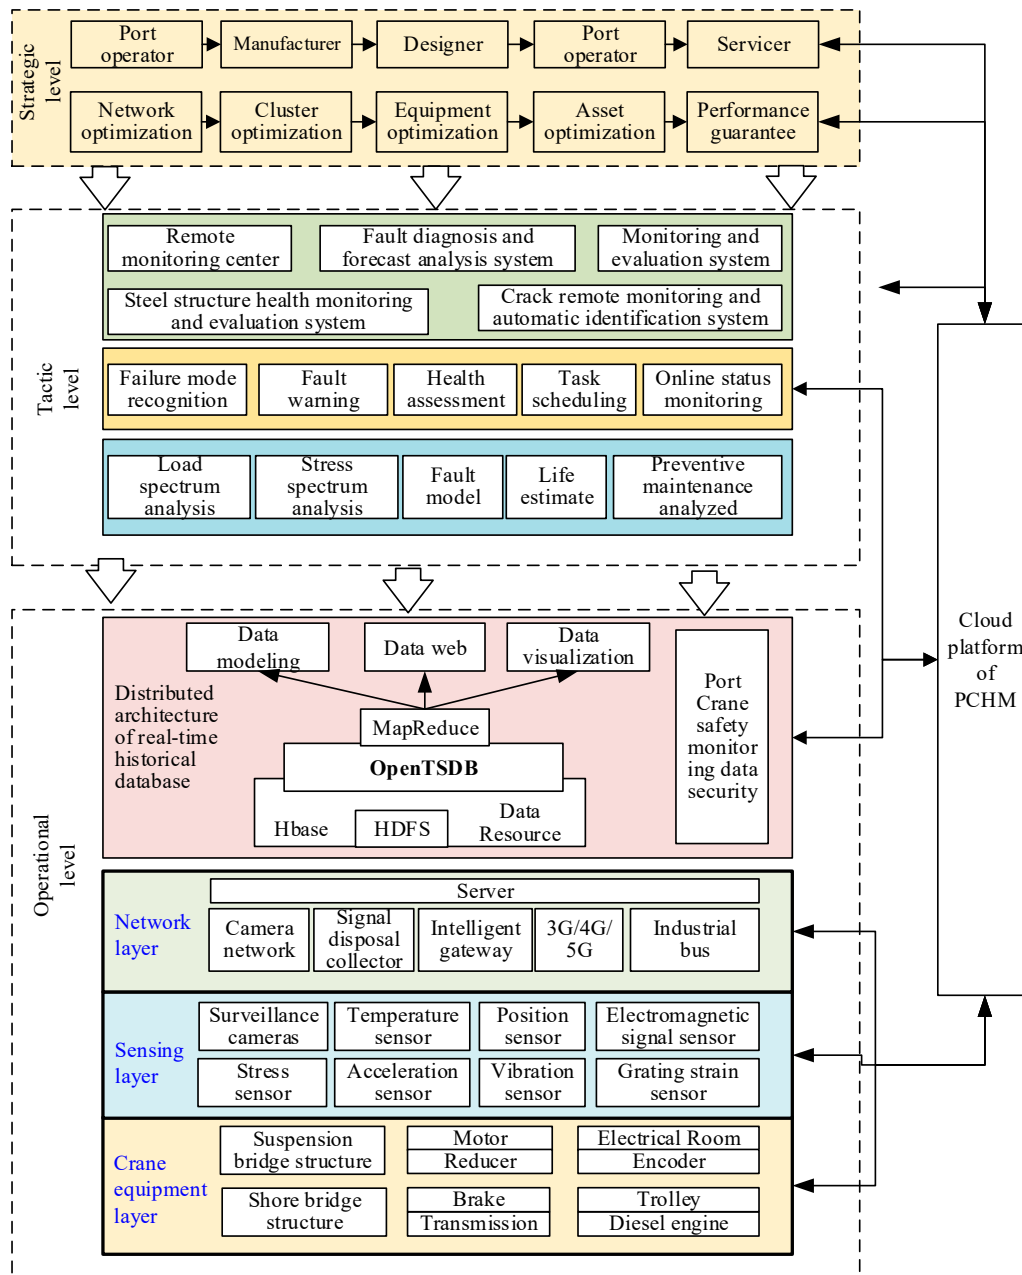 Strategic
level
Port
operator
Manufacturer
Designer
Port
operator
Servicer
Network
optimization
Cluster
optimization
Equipment
optimization
Asset
optimization
Performance
guarantee
Tactic
level
Remote
monitoring center
Fault diagnosis and
forecast analysis system
Monitoring and
evaluation system
Steel structure health monitoring
and evaluation system
Crack remote monitoring and
automatic identification system
Failure mode
recognition
Fault
warning
Health
assessment
Task
scheduling
Online status
monitoring
Load
spectrum
analysis
Stress
spectrum
analysis
Fault
model
Life
estimate
Preventive
maintenance
analyzed
Cloud
platform
of
PCHM
Operational
level
Distributed
architecture
of real-time
historical
database
Data
modeling
Data web
Data
visualization
MapReduce
OpenTSDB
Hbase
HDFS
Data
Resource
Port
Crane
safety
monitor
ing data
security
Network
layer
Server
Camera
network
Signal
disposal
collector
Intelligent
gateway
3G/4G/
5G
Industrial
bus
Sensing
layer
Surveillance
cameras
Temperature
sensor
Position
sensor
Electromagnetic
signal sensor
Stress
sensor
Acceleration
sensor
Vibration
sensor
Grating strain
sensor
Crane
equipment
layer
Suspension
bridge structure
Motor
Reducer
Electrical Room
Encoder
Shore bridge
structure
Brake
Transmission
Trolley
Diesel engine